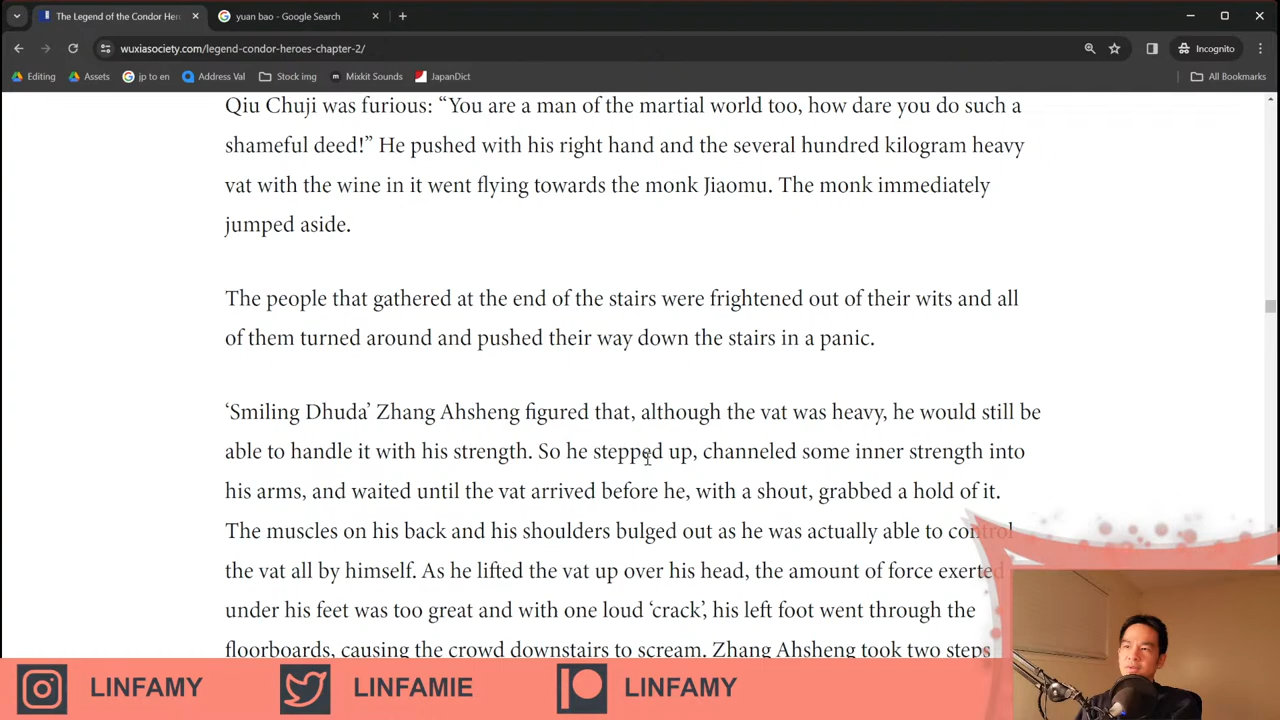 The Legend of the Condor Her
yuan bao - Google Search
wuxiasociety.com/legend-condor-heroes-chapter-2/
Incognito
Editing
Assets
jp to en
Address Val
Stock img
Mixkit Sounds
JapanDict
All Bookmarks
Qiu Chuji was furious: “You are a man of the martial world too, how dare you do such a
shameful deed!” He pushed with his right hand and the several hundred kilogram heavy
vat with the wine in it went flying towards the monk Jiaomu. The monk immediately
jumped aside.
The people that gathered at the end of the stairs were frightened out of their wits and all
of them turned around and pushed their way down the stairs in a panic.
‘Smiling Dhuda’ Zhang Ahsheng figured that, although the vat was heavy, he would still be
able to handle it with his strength. So he stepped up, channeled some inner strength into
his arms, and waited until the vat arrived before he, with a shout, grabbed a hold of it.
The muscles on his back and his shoulders bulged out as he was actually able to control
the vat all by himself. As he lifted the vat up over his head, the amount of force exerted
under his feet was too great and with one loud ‘crack’, his left foot went through the
floorboards, causing the crowd downstairs to scream. Zhang Ahsheng took two steps
LINFAMY
LINFAMIE
LINFAMY